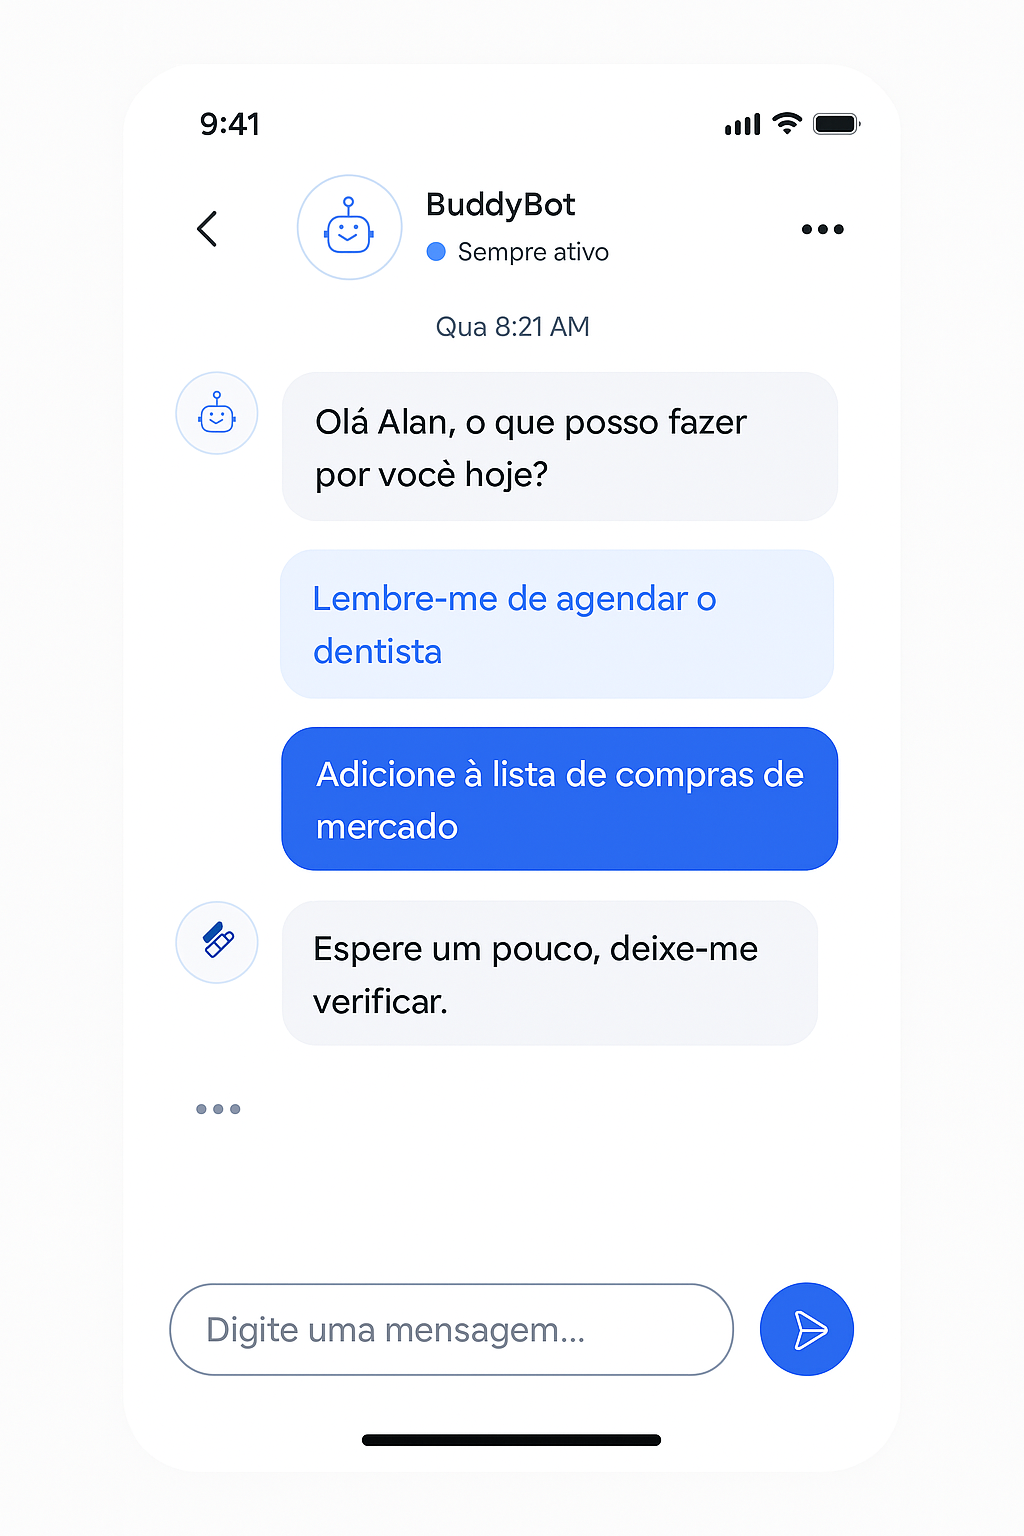 9:41
BuddyBot
Sempre ativo
Qua 8:21 AM
Olá Alan, o que posso fazer
por vocè hoje?
Lembre-me de agendar o
dentista
Adicione à lista de compras de
mercado
Espere um pouco, deixe-me
verificar.
Digite uma mensagem...